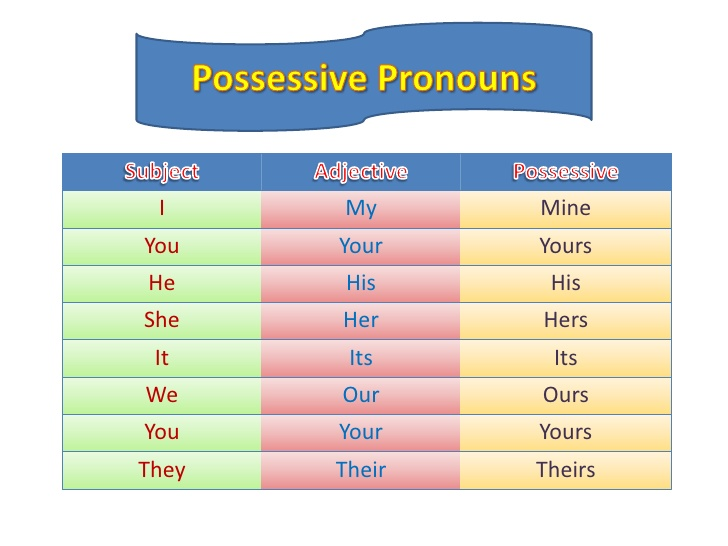 Possessive Pronouns
Subject Adjective Possessive
I My Mine
You Your Yours
He His His
She Her Hers
It Its Its
We Our Ours
You Your Yours
They Their Theirs